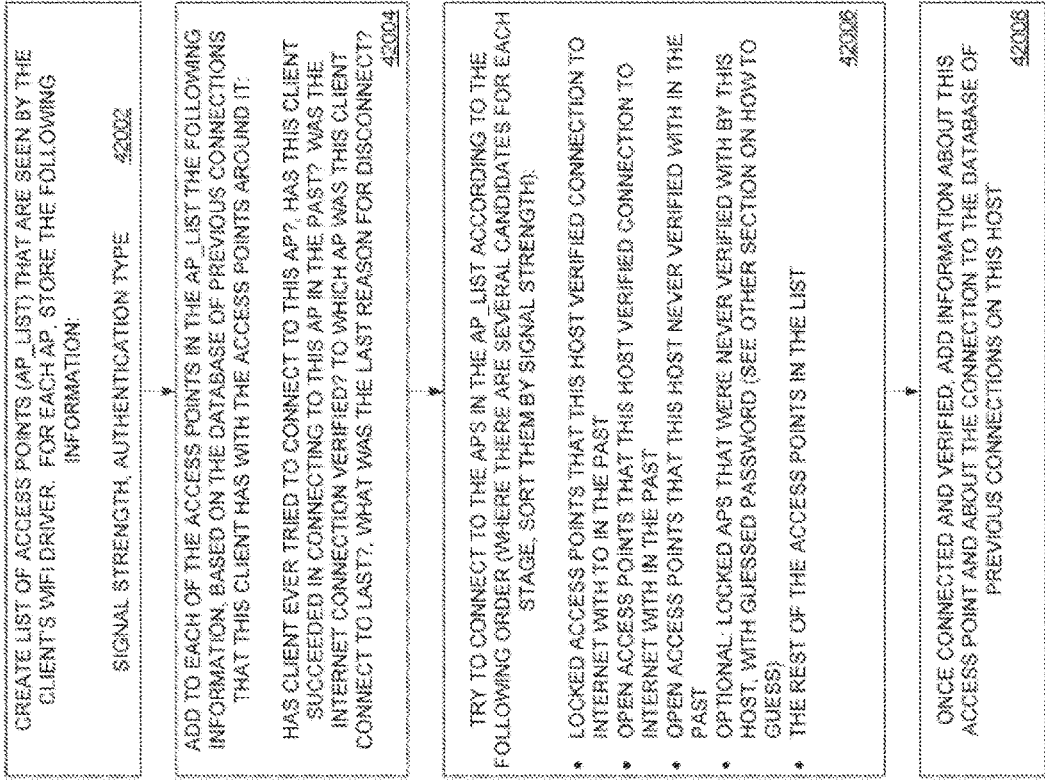 CREATE LIST OF ACCESS POINTS (AP_LIST) THAT ARE SEEN BY THE
CLIENT'S WIFI DRIVER. FOR EACH AP, STORE THE FOLLOWING
INFORMATION:
SIGNAL STRENGTH, AUTHENTICATION TYPE 42002
ADD TO EACH OF THE ACCESS POINTS IN THE AP_LIST THE FOLLOWING
INFORMATION, BASED ON THE DATABASE OF PREVIOUS CONNECTIONS
THAT THIS CLIENT HAS WITH THE ACCESS POINTS AROUND IT:
HAS CLIENT EVER TRIED TO CONNECT TO THIS AP?, HAS THIS CLIENT
SUCCEEDED IN CONNECTING TO THIS AP IN THE PAST? WAS THE
INTERNET CONNECTION VERIFIED? TO WHICH AP WAS THIS CLIENT
CONNECT TO LAST?, WHAT WAS THE LAST REASON FOR DISCONNECT?
42004
TRY TO CONNECT TO THE APS IN THE AP_LIST ACCORDING TO THE
FOLLOWING ORDER (WHERE THERE ARE SEVERAL CANDIDATES FOR EACH
STAGE, SORT THEM BY SIGNAL STRENGTH):
• LOCKED ACCESS POINTS THAT THIS HOST VERIFIED CONNECTION TO
INTERNET WITH TO IN THE PAST
• OPEN ACCESS POINTS THAT THIS HOST VERIFIED CONNECTION TO
INTERNET WITH IN THE PAST
• OPEN ACCESS POINTS THAT THIS HOST NEVER VERIFIED WITH IN THE
PAST
• OPTIONAL: LOCKED APS THAT WERE NEVER VERIFIED WITH BY THIS
HOST, WITH GUESSED PASSWORD (SEE OTHER SECTION ON HOW TO
GUESS)
• THE REST OF THE ACCESS POINTS IN THE LIST
42006
ONCE CONNECTED AND VERIFIED, ADD INFORMATION ABOUT THIS
ACCESS POINT AND ABOUT THE CONNECTION TO THE DATABASE OF
PREVIOUS CONNECTIONS ON THIS HOST
42008